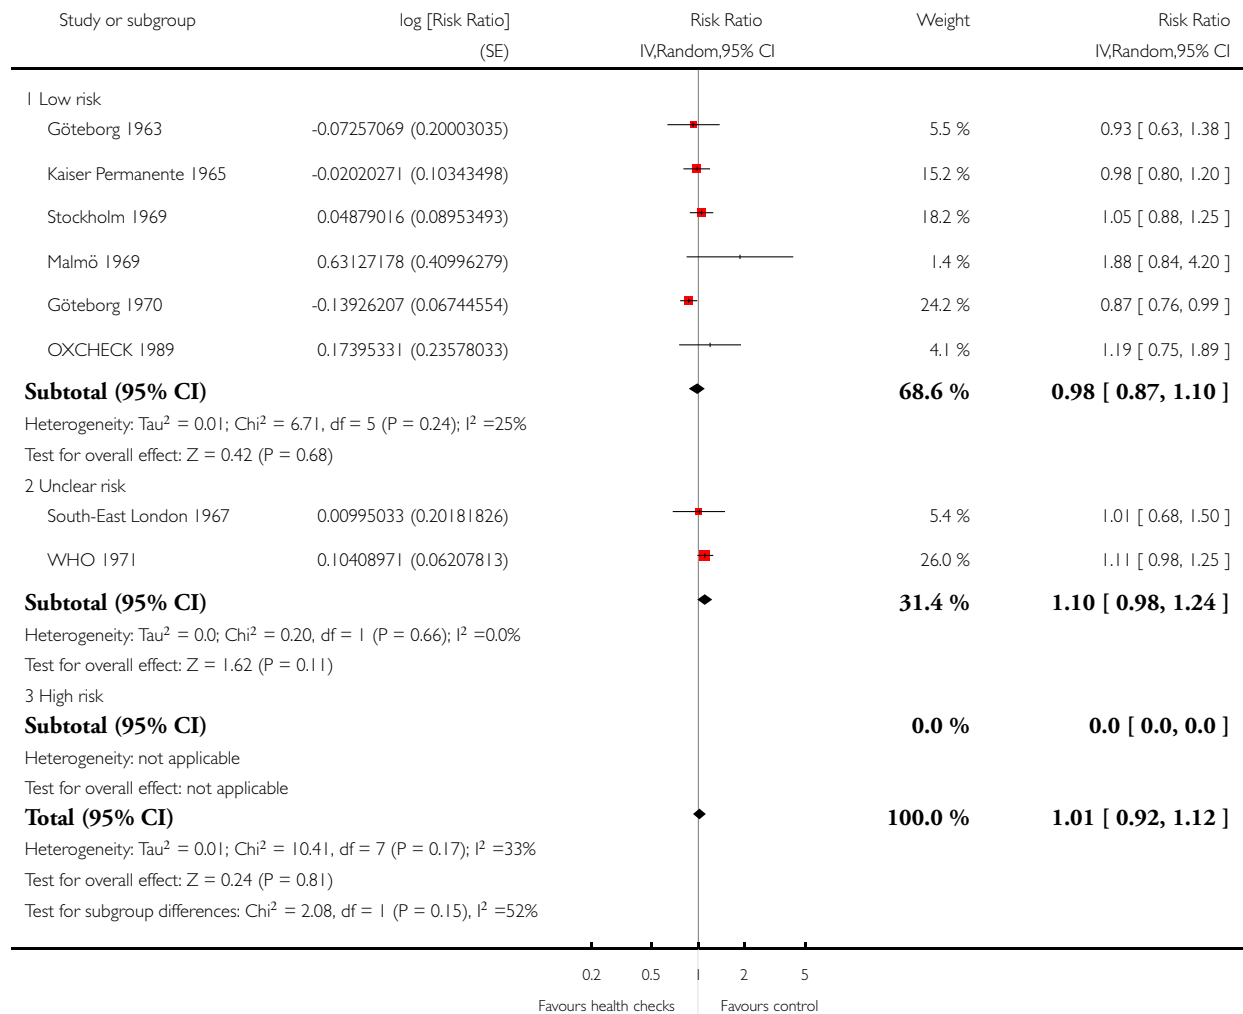 Study or subgroup log [Risk Ratio] Risk Ratio Weight Risk Ratio
(SE) IV,Random,95% CI IV,Random,95% CI
1 Low risk
Göteborg 1963 -0.07257069 (0.20003035) 5.5 % 0.93 [ 0.63, 1.38 ]
Kaiser Permanente 1965 -0.02020271 (0.10343498) 15.2 % 0.98 [ 0.80, 1.20 ]
Stockholm 1969 0.04879016 (0.08953493) 18.2 % 1.05 [ 0.88, 1.25 ]
Malmö 1969 0.63127178 (0.40996279) 1.4 % 1.88 [ 0.84, 4.20 ]
Göteborg 1970 -0.13926207 (0.06744554) 24.2 % 0.87 [ 0.76, 0.99 ]
OXCHECK 1989 0.17395331 (0.23578033) 4.1 % 1.19 [ 0.75, 1.89 ]
Subtotal (95% CI) 68.6 % 0.98 [ 0.87, 1.10 ]
Heterogeneity: Tau² = 0.01; Chi² = 6.71, df = 5 (P = 0.24); I² =25%
Test for overall effect: Z = 0.42 (P = 0.68)
2 Unclear risk
South-East London 1967 0.00995033 (0.20181826) 5.4 % 1.01 [ 0.68, 1.50 ]
WHO 1971 0.10408971 (0.06207813) 26.0 % 1.11 [ 0.98, 1.25 ]
Subtotal (95% CI) 31.4 % 1.10 [ 0.98, 1.24 ]
Heterogeneity: Tau² = 0.0; Chi² = 0.20, df = 1 (P = 0.66); I² =0.0%
Test for overall effect: Z = 1.62 (P = 0.11)
3 High risk
Subtotal (95% CI) 0.0 % 0.0 [ 0.0, 0.0 ]
Heterogeneity: not applicable
Test for overall effect: not applicable
Total (95% CI) 100.0 % 1.01 [ 0.92, 1.12 ]
Heterogeneity: Tau² = 0.01; Chi² = 10.41, df = 7 (P = 0.17); I² =33%
Test for overall effect: Z = 0.24 (P = 0.81)
Test for subgroup differences: Chi² = 2.08, df = 1 (P = 0.15), I² =52%
0.2 0.5 1 2 5
Favours health checks Favours control